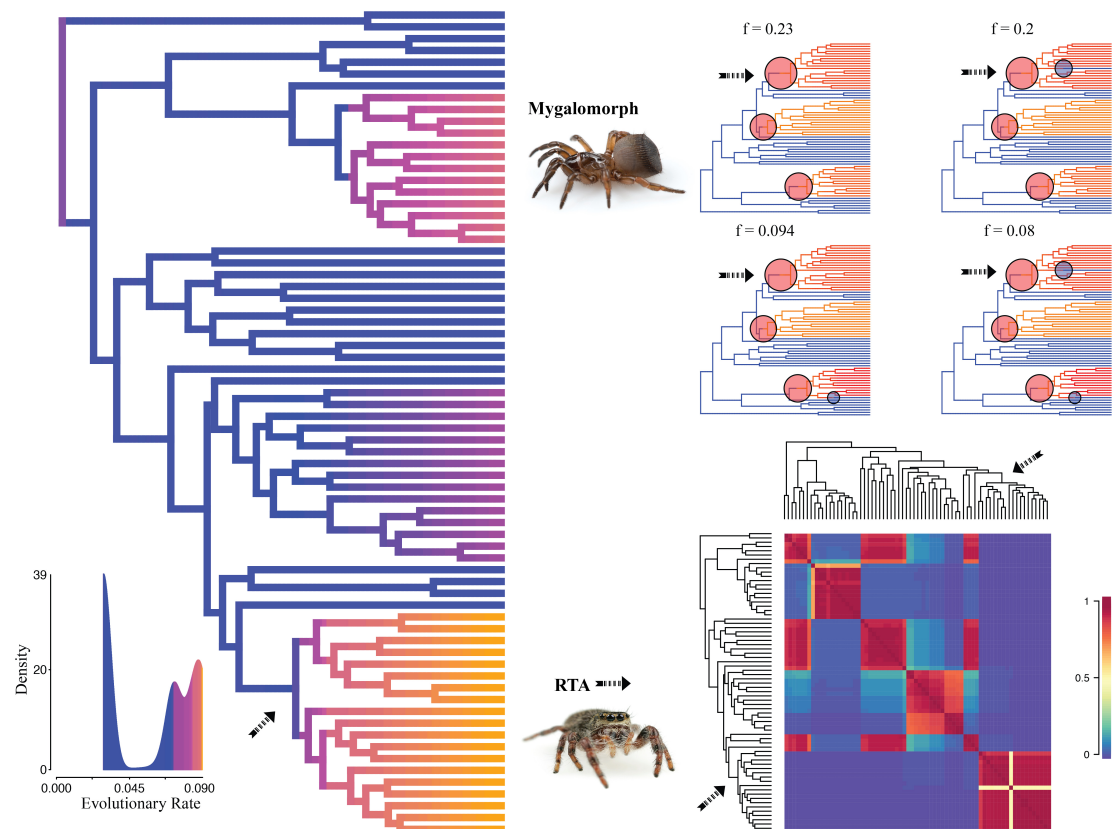 f = 0.23
f = 0.2
Mygalomorph
f = 0.094
f = 0.08
39
20
0
Density
0.000
0.045
0.090
Evolutionary Rate
RTA
1
0.5
0